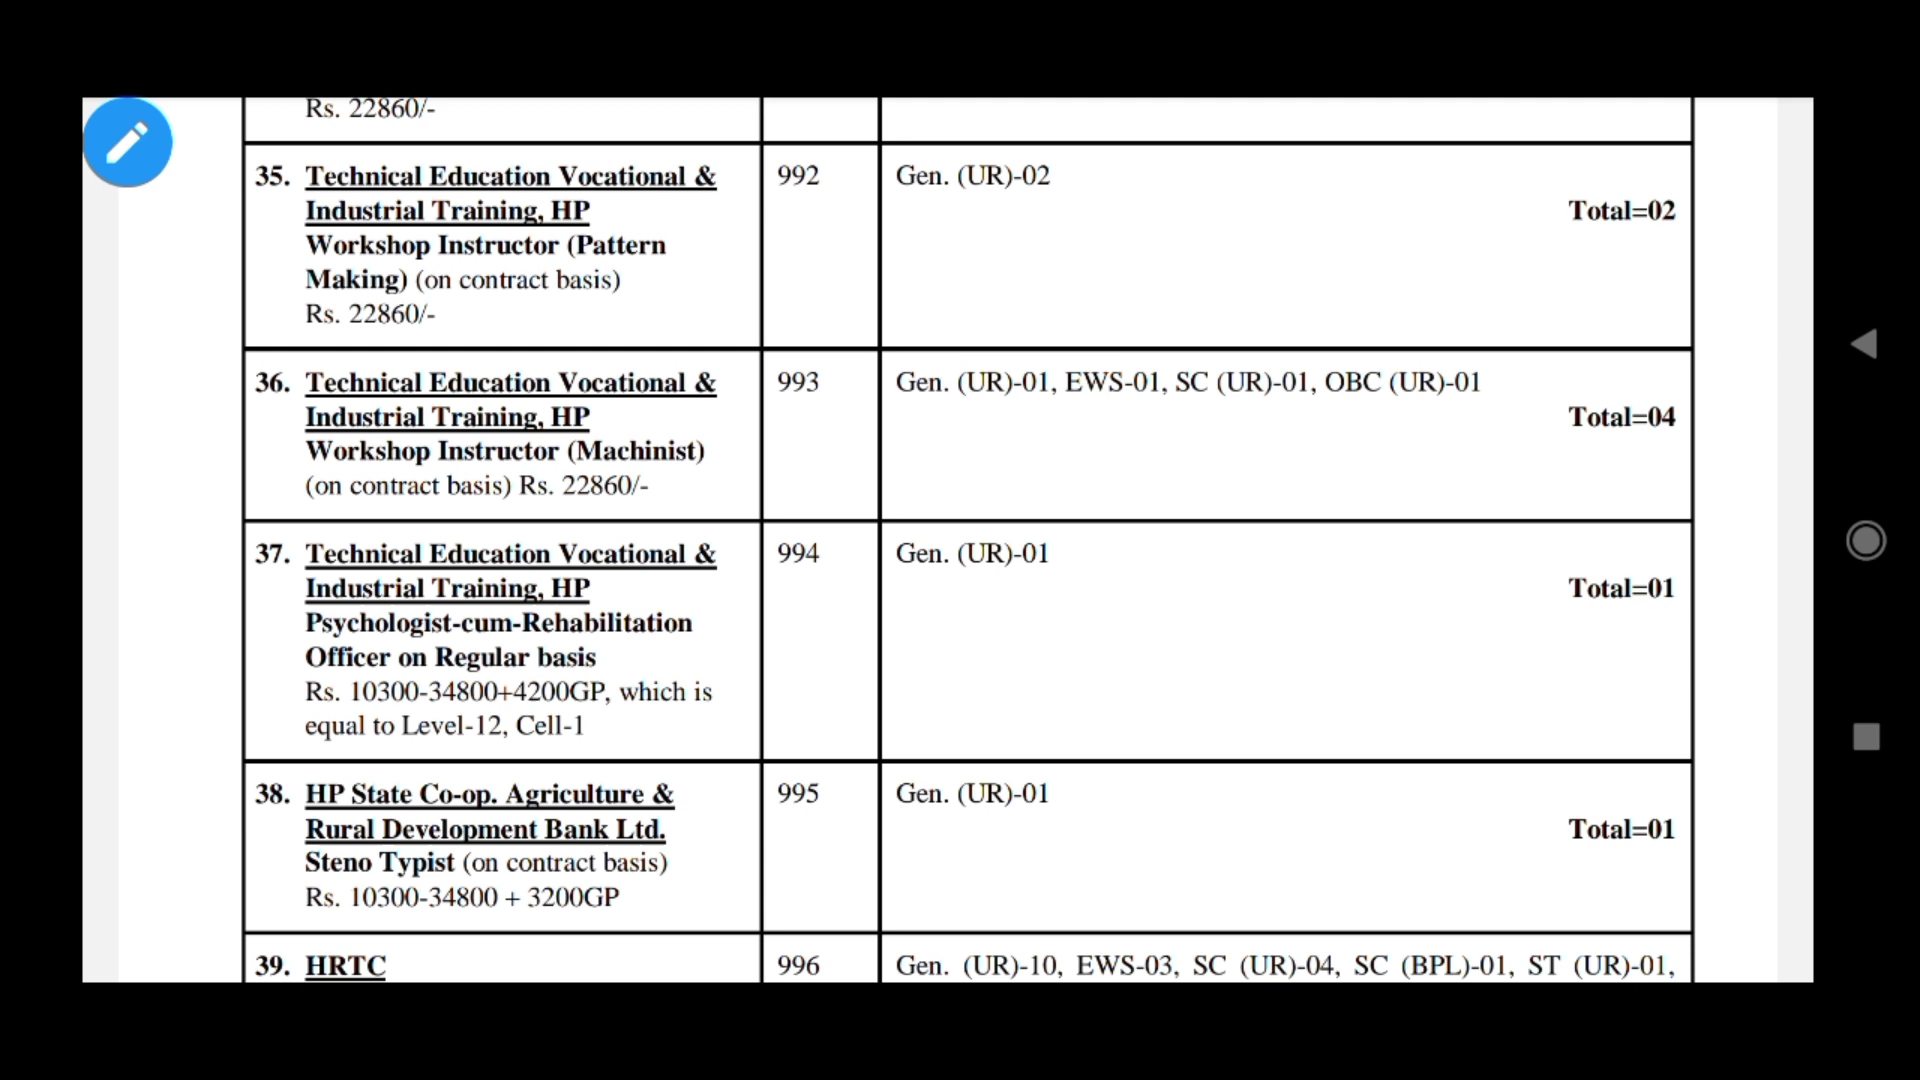 Rs. 22860/-
35. Technical Education Vocational & 992 Gen. (UR)-02
Industrial Training, HP Total=02
Workshop Instructor (Pattern
Making) (on contract basis)
Rs. 22860/-
36. Technical Education Vocational & 993 Gen. (UR)-01, EWS-01, SC (UR)-01, OBC (UR)-01
Industrial Training, HP Total=04
Workshop Instructor (Machinist)
(on contract basis) Rs. 22860/-
37. Technical Education Vocational & 994 Gen. (UR)-01
Industrial Training, HP Total=01
Psychologist-cum-Rehabilitation
Officer on Regular basis
Rs. 10300-34800+4200GP, which is
equal to Level-12, Cell-1
38. HP State Co-op. Agriculture & 995 Gen. (UR)-01
Rural Development Bank Ltd. Total=01
Steno Typist (on contract basis)
Rs. 10300-34800 + 3200GP
39. HRTC 996 Gen. (UR)-10, EWS-03, SC (UR)-04, SC (BPL)-01, ST (UR)-01,